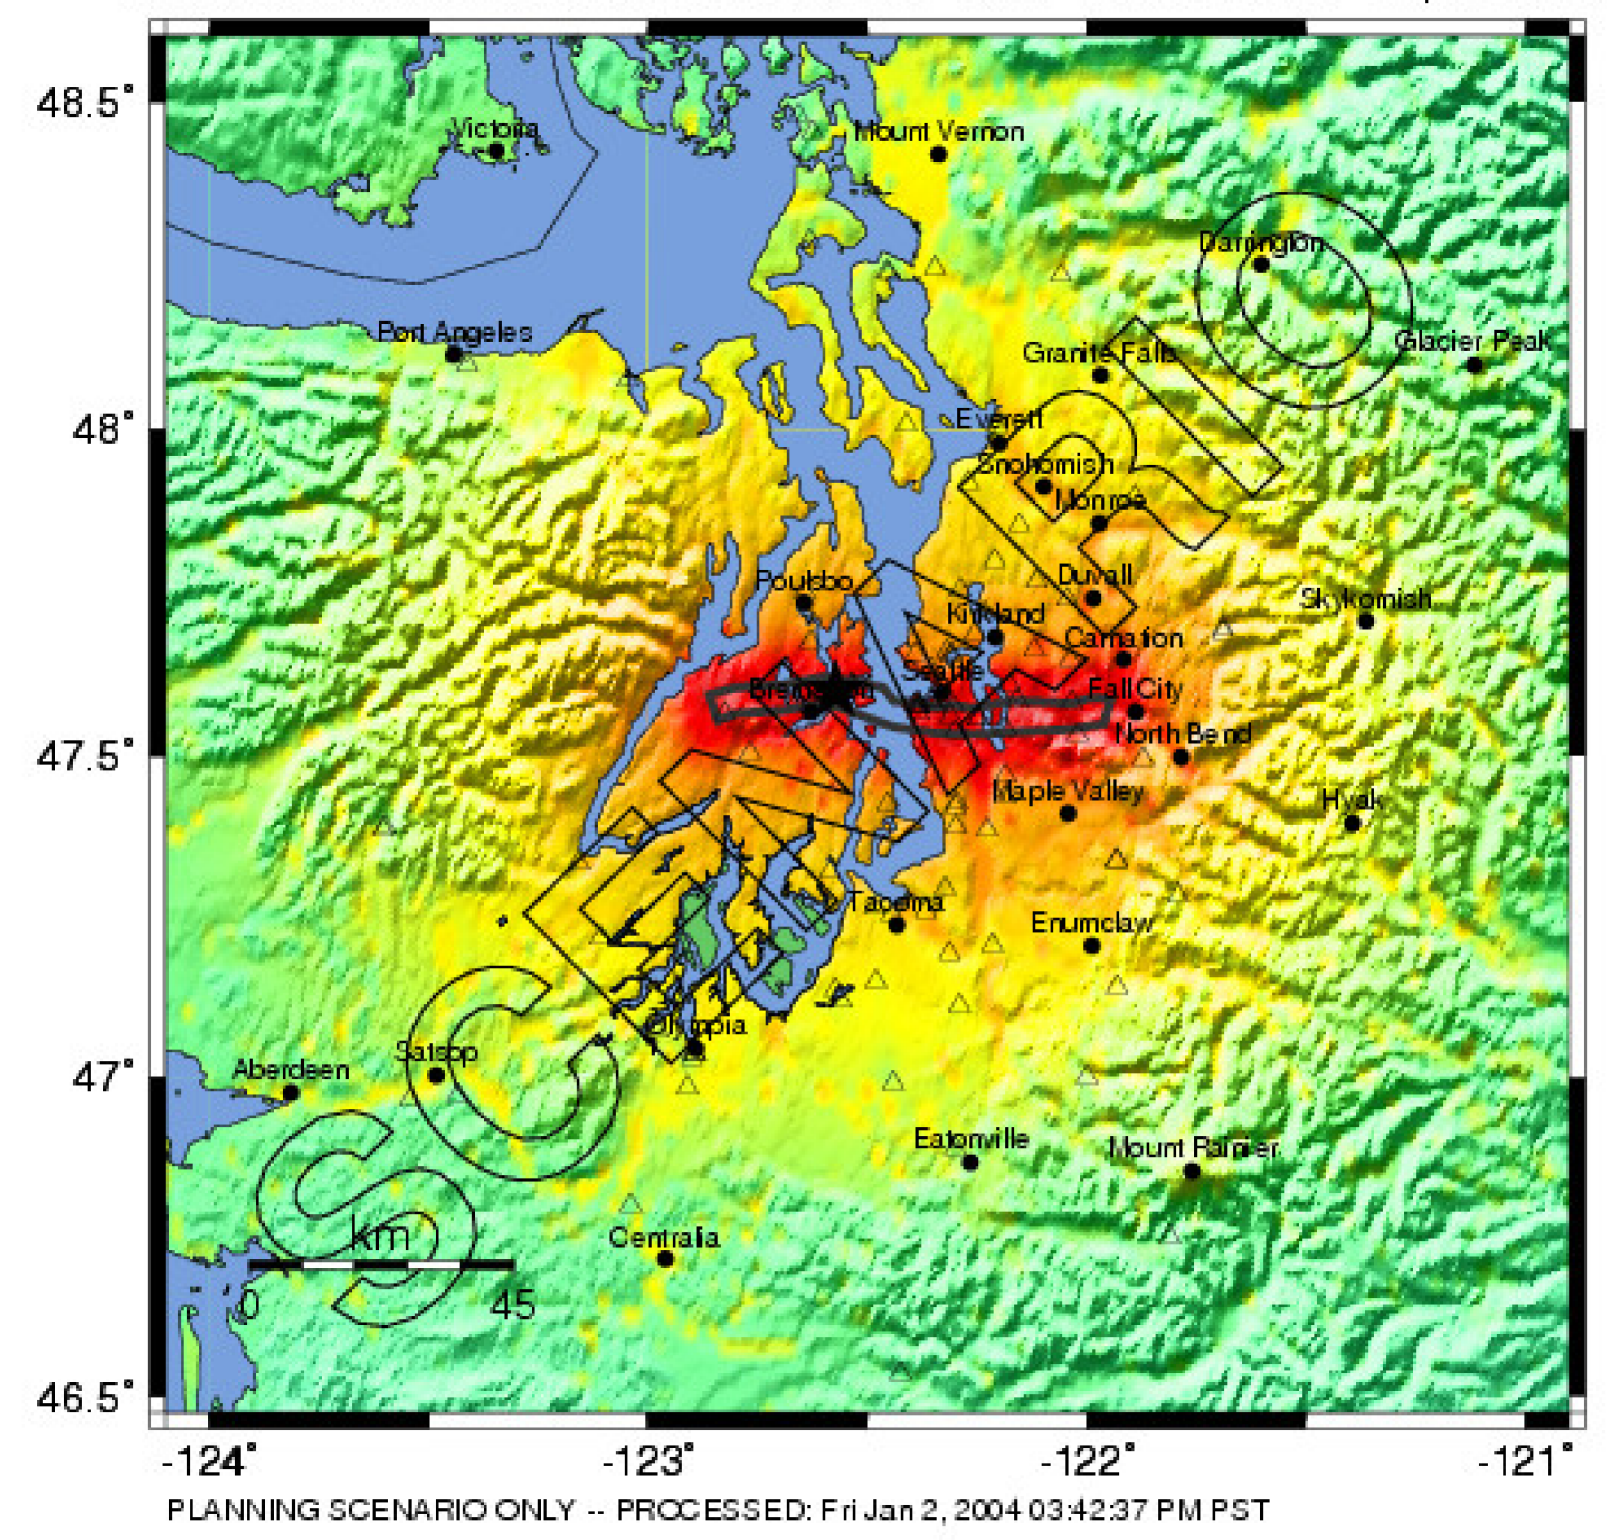 48.5°
Victoria
Mount Vernon
Darrington
Port Angeles
Granite Falls
Glacier Peak
48°
Everett
Snohomish
Monroe
Poulsbo
Duvall
Skykomish
Kirkland
Carnation
Seattle
Bremerton
Fall City
47.5°
North Bend
Maple Valley
Hyak
Tacoma
Enumclaw
Olympia
Satsop
47°
Aberdeen
Eatonville
Mount Rainier
SCENARIO
km
Centralia
0 45
46.5°
-124° -123° -122° -121°
PLANNING SCENARIO ONLY -- PROCESSED: Fri Jan 2, 2004 03:42:37 PM PST